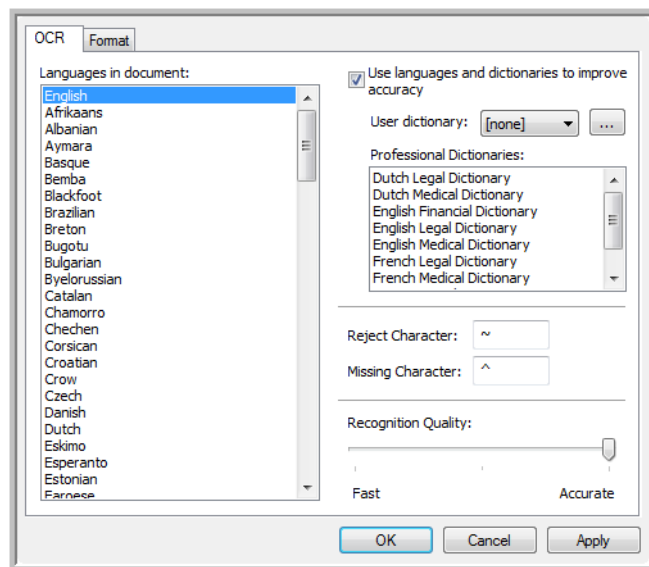 OCR
Format
Languages in document:
English
Afrikaans
Albanian
Aymara
Basque
Bemba
Blackfoot
Brazilian
Breton
Bugotu
Bulgarian
Byelorussian
Catalan
Chamorro
Chechen
Corsican
Croatian
Crow
Czech
Danish
Dutch
Eskimo
Esperanto
Estonian
Faroese
Use languages and dictionaries to improve
accuracy
User dictionary:
[none]
...
Professional Dictionaries:
Dutch Legal Dictionary
Dutch Medical Dictionary
English Financial Dictionary
English Legal Dictionary
English Medical Dictionary
French Legal Dictionary
French Medical Dictionary
Reject Character:
~
Missing Character:
^
Recognition Quality:
Fast
Accurate
OK
Cancel
Apply